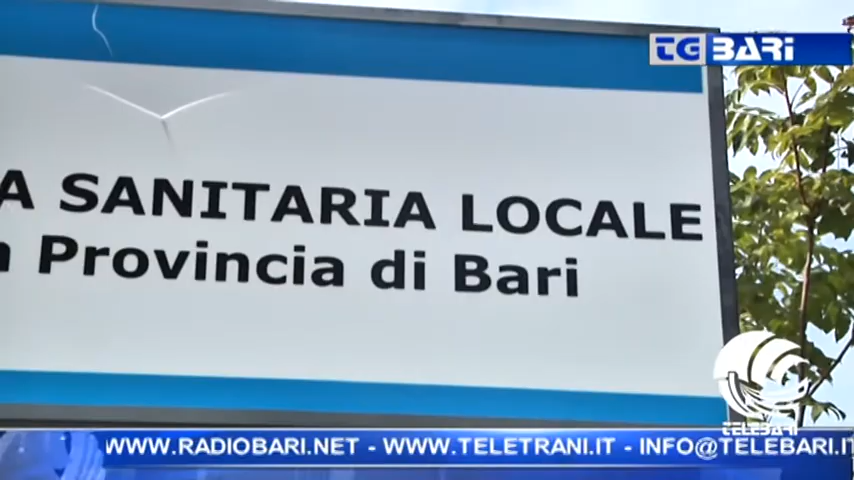 TG BARI
A SANITARIA LOCALE
Provincia di Bari
TELEBARI
WWW.RADIOBARI.NET - WWW.TELETRANI.IT - INFO@TELEBARI.IT